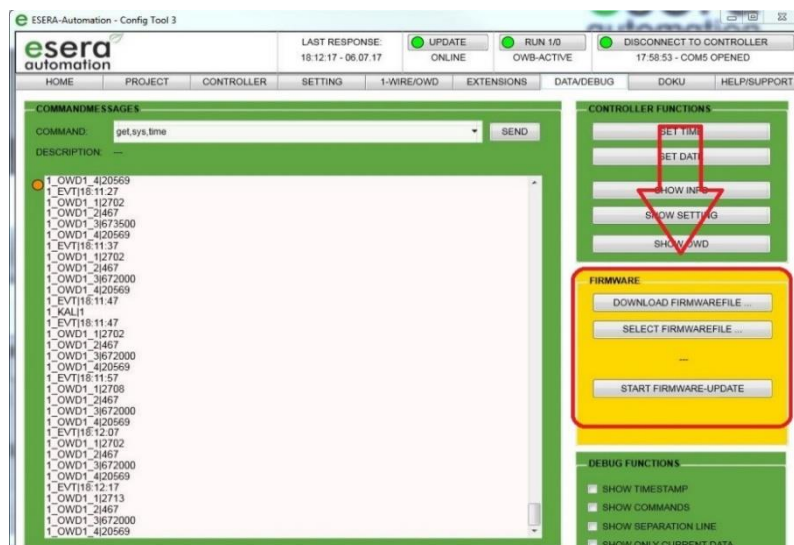 ESERA-Automation - Config Tool 3
esera
automation
LAST RESPONSE:
18:12:17 - 06.07.17
UPDATE
ONLINE
RUN 1/0
OWB-ACTIVE
DISCONNECT TO CONTROLLER
17:58:53 - COM5 OPENED
HOME PROJECT CONTROLLER SETTING 1-WIRE/OWD EXTENSIONS DATA/DEBUG DOKU HELP/SUPPORT
COMMANDMESSAGES
COMMAND: get,sys,time SEND
DESCRIPTION: ---
1_OWD1_4|20569
1_EVT|18:11:27
1_OWD1_1|2702
1_OWD1_2|467
1_OWD1_3|673500
1_OWD1_4|20569
1_EVT|18:11:37
1_OWD1_1|2702
1_OWD1_2|467
1_OWD1_3|672000
1_OWD1_4|20569
1_EVT|18:11:47
1_KAL|1
1_EVT|18:11:47
1_OWD1_1|2702
1_OWD1_2|467
1_OWD1_3|672000
1_OWD1_4|20569
1_EVT|18:11:57
1_OWD1_1|2708
1_OWD1_2|467
1_OWD1_3|672000
1_OWD1_4|20569
1_EVT|18:12:07
1_OWD1_1|2702
1_OWD1_2|467
1_OWD1_3|672000
1_OWD1_4|20569
1_EVT|18:12:17
1_OWD1_1|2713
1_OWD1_2|467
1_OWD1_3|672000
1_OWD1_4|20569
CONTROLLER FUNCTIONS
SET TIME
SET DATE
SHOW INFO
SHOW SETTING
SHOW OWD
FIRMWARE
DOWNLOAD FIRMWAREFILE ...
SELECT FIRMWAREFILE ...
---
START FIRMWARE-UPDATE
DEBUG FUNCTIONS
SHOW TIMESTAMP
SHOW COMMANDS
SHOW SEPARATION LINE
SHOW ONLY CURRENT DATA